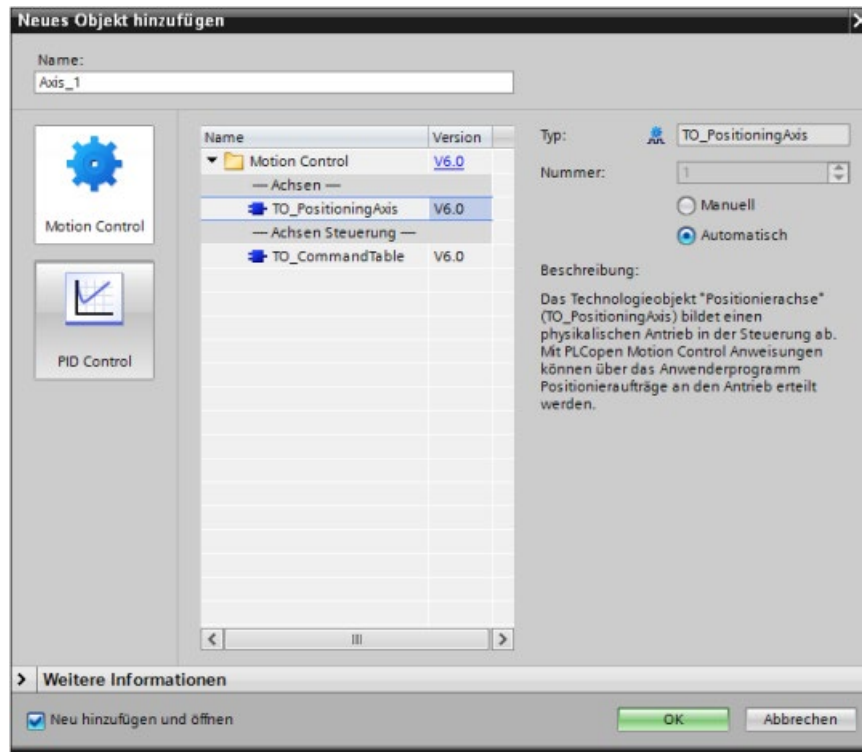 Neues Objekt hinzufügen
Name:
Axis_1
Motion Control
PID Control
Name Version
Motion Control V6.0
— Achsen —
TO_PositioningAxis V6.0
— Achsen Steuerung —
TO_CommandTable V6.0
Typ: TO_PositioningAxis
Nummer: 1
Manuell
Automatisch
Beschreibung:
Das Technologieobjekt "Positionierachse"
(TO_PositioningAxis) bildet einen
physikalischen Antrieb in der Steuerung ab.
Mit PLCopen Motion Control Anweisungen
können über das Anwenderprogramm
Positionieraufträge an den Antrieb erteilt
werden.
Weitere Informationen
Neu hinzufügen und öffnen
OK Abbrechen